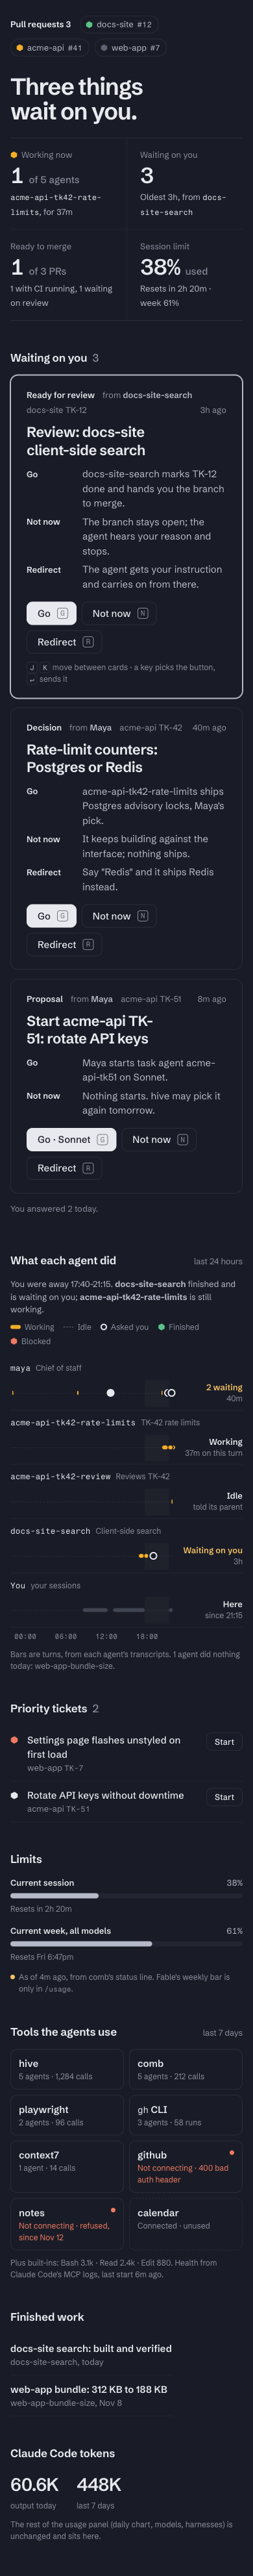 Pull requests 3
docs-site #12
acme-api #41
web-app #7
Three things
wait on you.
Working now
1 of 5 agents
acme-api-tk42-rate-
limits, for 37m
Waiting on you
3
Oldest 3h, from docs-
site-search
Ready to merge
1 of 3 PRs
1 with CI running, 1 waiting
on review
Session limit
38% used
Resets in 2h 20m ·
week 61%
Waiting on you 3
Ready for review from docs-site-search
docs-site TK-12 3h ago
Review: docs-site
client-side search
Go docs-site-search marks TK-12
done and hands you the branch
to merge.
Not now The branch stays open; the
agent hears your reason and
stops.
Redirect The agent gets your instruction
and carries on from there.
Go G Not now N
Redirect R
J K move between cards · a key picks the button,
↵ sends it
Decision from Maya acme-api TK-42 40m ago
Rate-limit counters:
Postgres or Redis
Go acme-api-tk42-rate-limits ships
Postgres advisory locks, Maya's
pick.
Not now It keeps building against the
interface; nothing ships.
Redirect Say "Redis" and it ships Redis
instead.
Go G Not now N
Redirect R
Proposal from Maya acme-api TK-51 8m ago
Start acme-api TK-
51: rotate API keys
Go Maya starts task agent acme-
api-tk51 on Sonnet.
Not now Nothing starts. hive may pick it
again tomorrow.
Go · Sonnet G Not now N
Redirect R
You answered 2 today.
What each agent did last 24 hours
You were away 17:40-21:15. docs-site-search finished and
is waiting on you; acme-api-tk42-rate-limits is still
working.
Working Idle Asked you Finished
Blocked
maya Chief of staff
2 waiting
40m
acme-api-tk42-rate-limits TK-42 rate limits
Working
37m on this turn
acme-api-tk42-review Reviews TK-42
Idle
told its parent
docs-site-search Client-side search
Waiting on you
3h
You your sessions
Here
since 21:15
00:00 06:00 12:00 18:00
Bars are turns, from each agent's transcripts. 1 agent did nothing
today: web-app-bundle-size.
Priority tickets 2
Settings page flashes unstyled on
first load
web-app TK-7
Start
Rotate API keys without downtime
acme-api TK-51
Start
Limits
Current session 38%
Resets in 2h 20m
Current week, all models 61%
Resets Fri 6:47pm
As of 4m ago, from comb's status line. Fable's weekly bar is
only in /usage.
Tools the agents use last 7 days
hive
5 agents · 1,284 calls
comb
5 agents · 212 calls
playwright
2 agents · 96 calls
gh CLI
3 agents · 58 runs
context7
1 agent · 14 calls
github
Not connecting · 400 bad
auth header
notes
Not connecting · refused,
since Nov 12
calendar
Connected · unused
Plus built-ins: Bash 3.1k · Read 2.4k · Edit 880. Health from
Claude Code's MCP logs, last start 6m ago.
Finished work
docs-site search: built and verified
docs-site-search, today
web-app bundle: 312 KB to 188 KB
web-app-bundle-size, Nov 8
Claude Code tokens
60.6K
output today
448K
last 7 days
The rest of the usage panel (daily chart, models, harnesses) is
unchanged and sits here.